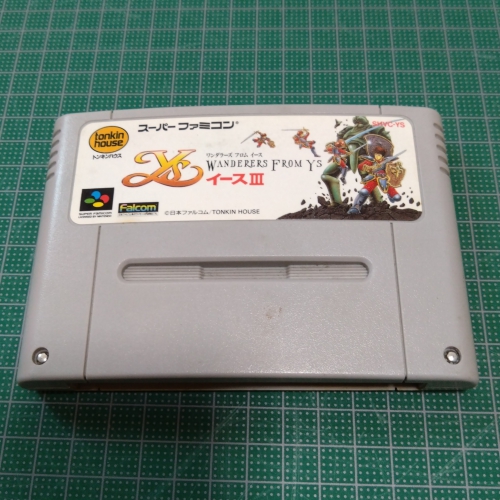 tonkin
house
トンキンハウス
スーパーファミコン
SHVC-YS
Ys
ワンダラーズ フロム イース
WANDERERS FROM YS
イースIII
SUPER FAMICOM
Falcom
©日本ファルコム/TONKIN HOUSE